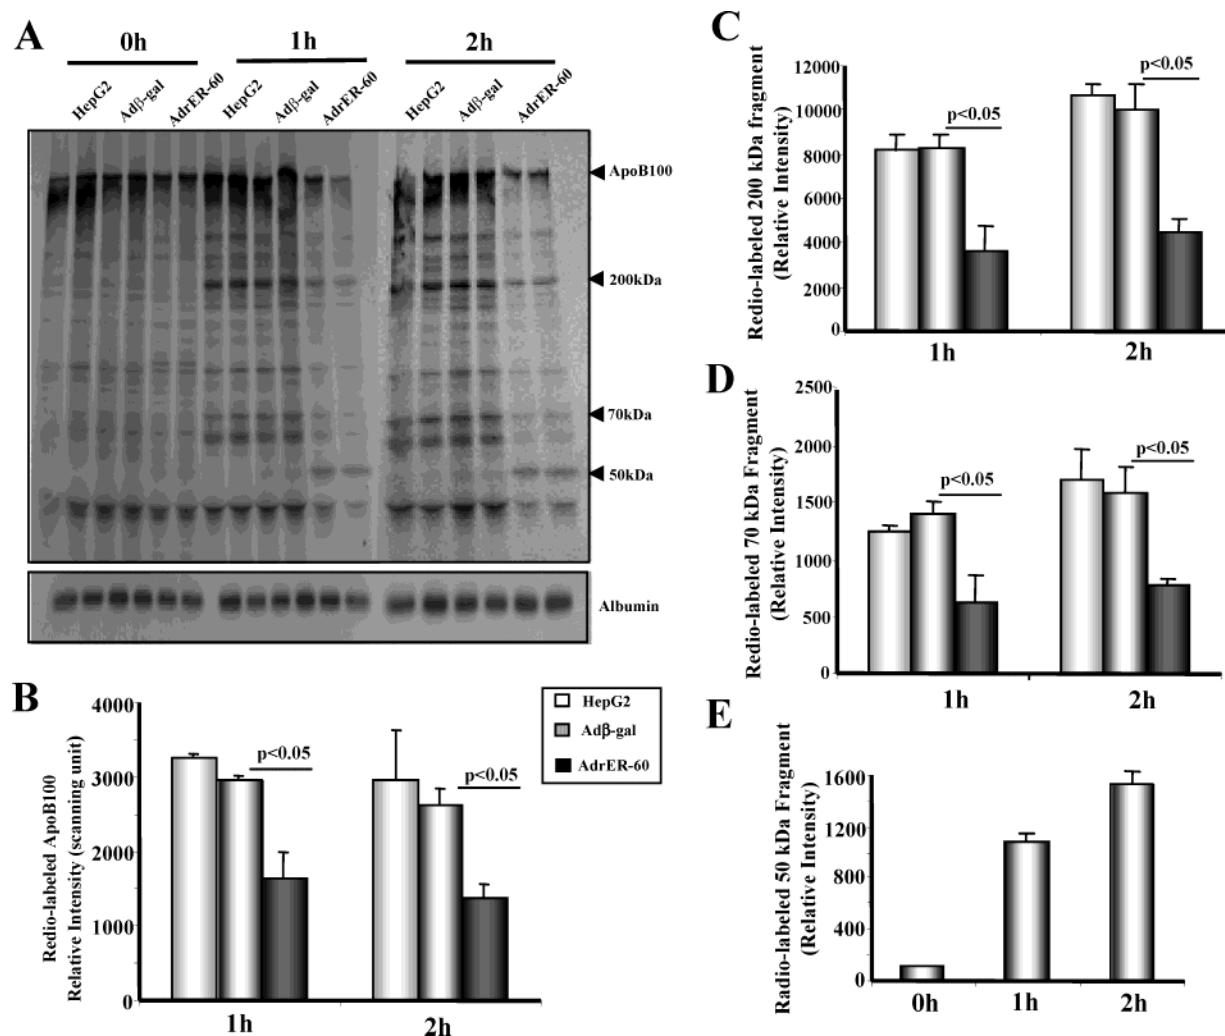 A
0h
1h
2h
HepG2
Adβ-gal
AdrER-60
HepG2
Adβ-gal
AdrER-60
HepG2
Adβ-gal
AdrER-60
ApoB100
200kDa
70kDa
50kDa
Albumin
B
Redio-labeled ApoB100
Relative Intensity (scanning unit)
4000
3000
2000
1000
0
p<0.05
p<0.05
1h
2h
HepG2
Adβ-gal
AdrER-60
C
Redio-labeled 200 kDa fragment
(Relative Intensity)
12000
10000
8000
6000
4000
2000
0
p<0.05
p<0.05
1h
2h
D
Redio-labeled 70 kDa Fragment
(Relative Intensity)
2500
2000
1500
1000
500
0
p<0.05
p<0.05
1h
2h
E
Radio-labeled 50 kDa Fragment
(Relative Intensity)
1600
1200
800
400
0
0h
1h
2h